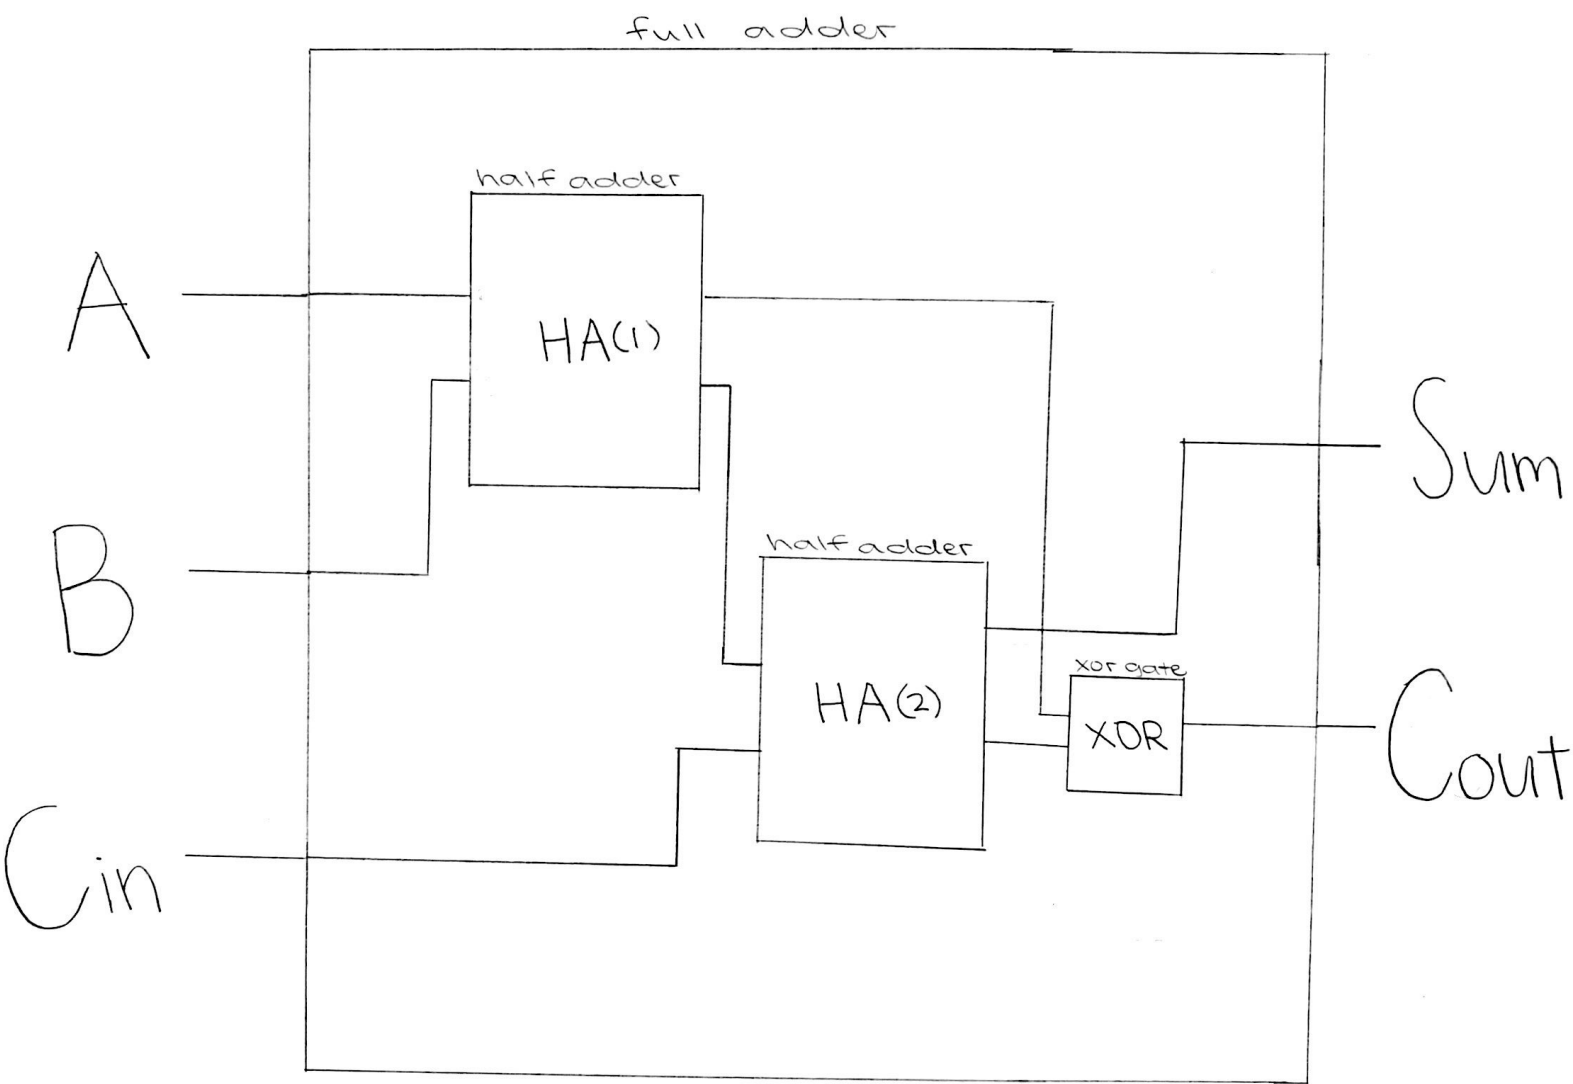 full adder
half adder
A
HA(1)
Sum
B
half adder
xor gate
HA(2)
XOR
Cout
Cin